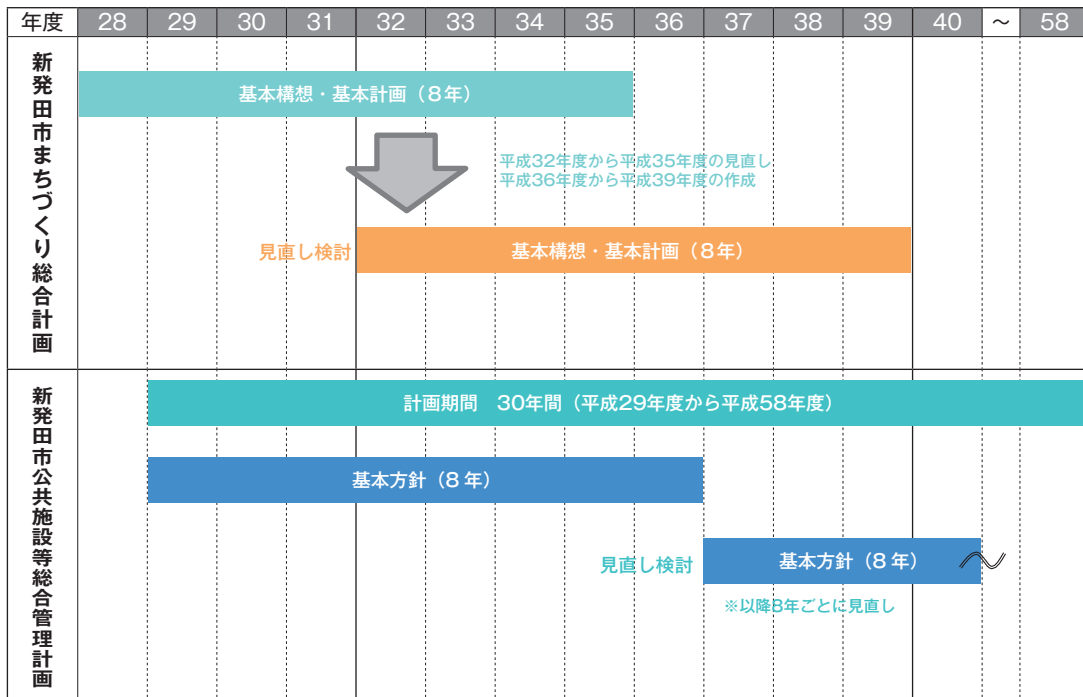 年度 28 29 30 31 32 33 34 35 36 37 38 39 40 ～ 58
新発田市まちづくり総合計画
基本構想・基本計画（8年）
平成32年度から平成35年度の見直し
平成36年度から平成39年度の作成
見直し検討 基本構想・基本計画（8年）
新発田市公共施設等総合管理計画
計画期間　30年間（平成29年度から平成58年度）
基本方針（8年）
見直し検討 基本方針（8年）
※以降8年ごとに見直し